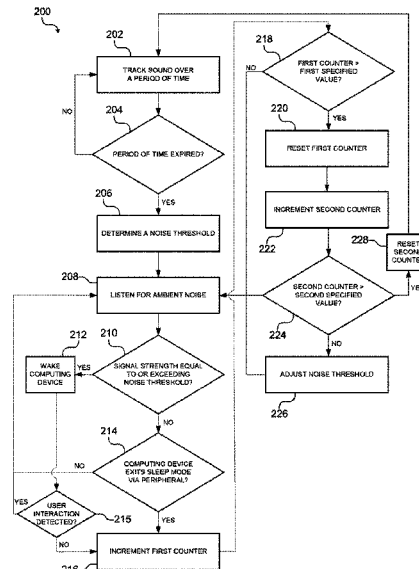 200
202
TRACK SOUND OVER
A PERIOD OF TIME
NO
204
PERIOD OF TIME EXPIRED?
YES
206
DETERMINE A NOISE THRESHOLD
208
LISTEN FOR AMBIENT NOISE
210
212
WAKE
COMPUTING
DEVICE
YES
SIGNAL STRENGTH EQUAL
TO OR EXCEEDING
NOISE THRESHOLD?
NO
214
COMPUTING DEVICE
EXITS SLEEP MODE
VIA PERIPHERAL?
NO
YES
YES
USER
INTERACTION
DETECTED?
215
NO
INCREMENT FIRST COUNTER
216
218
FIRST COUNTER >
FIRST SPECIFIED
VALUE?
NO
YES
220
RESET FIRST COUNTER
INCREMENT SECOND COUNTER
222
228
RESET
SECOND
COUNTER
SECOND COUNTER >
SECOND SPECIFIED
VALUE?
YES
224
NO
ADJUST NOISE THRESHOLD
226